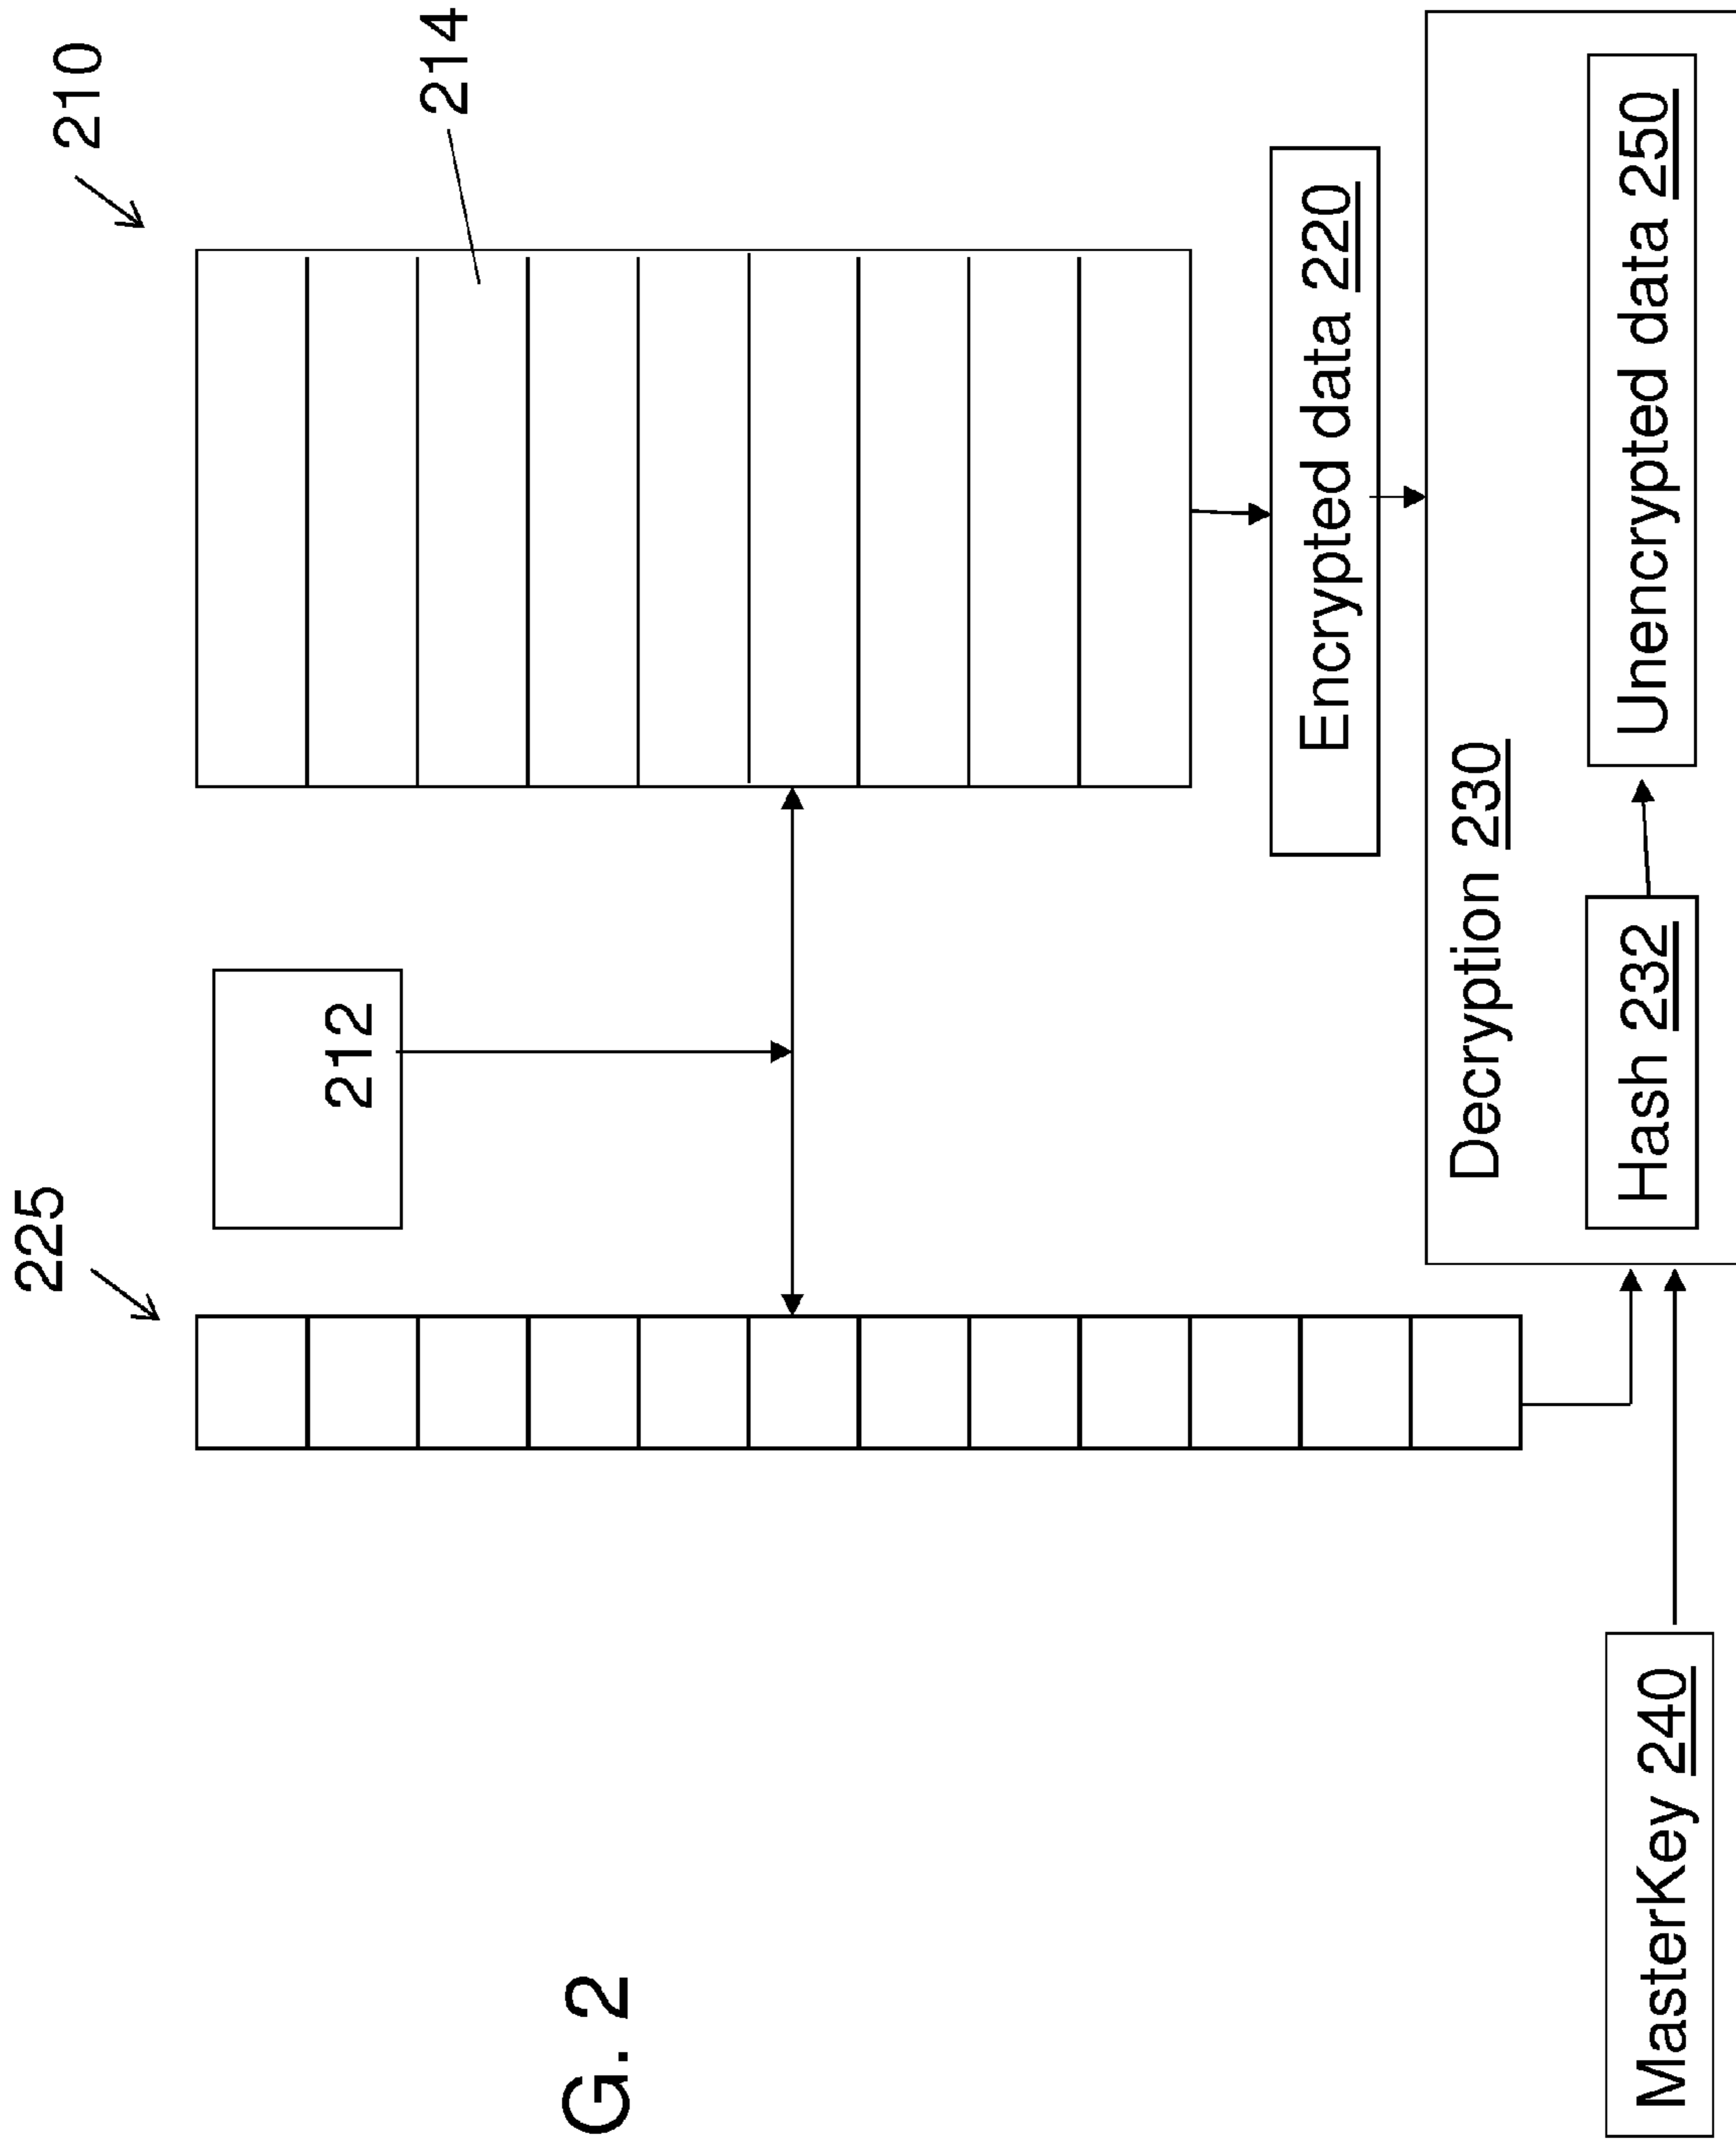 225
210
212
214
G. 2
Encrypted data 220
Decryption 230
MasterKey 240
Hash 232
Unencrypted data 250